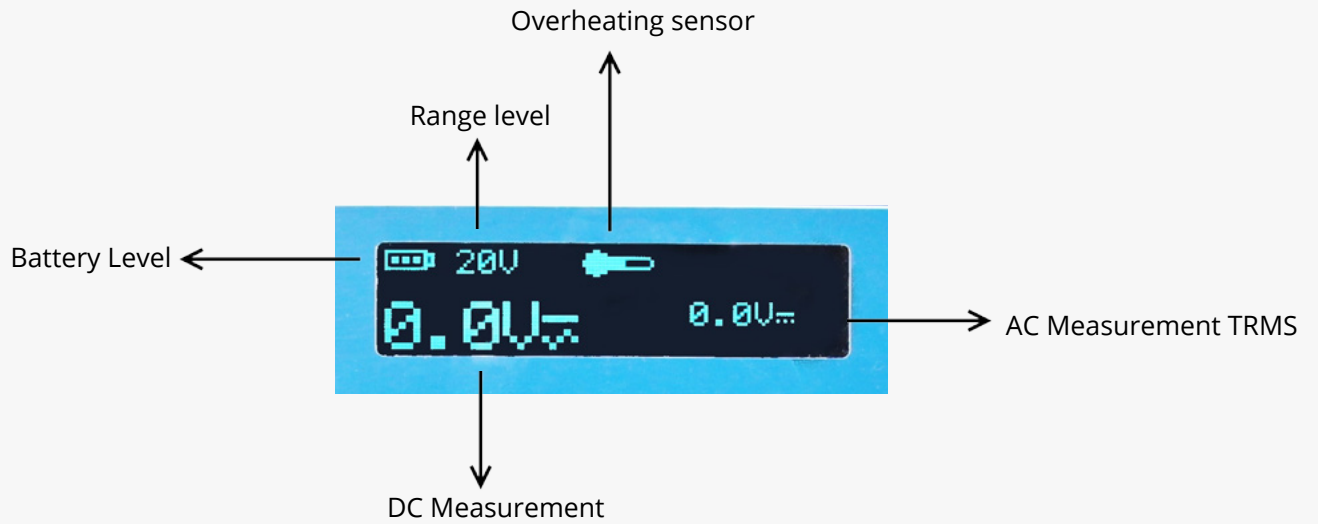 Overheating sensor
Range level
Battery Level
20V
0.0V
0.0V
AC Measurement TRMS
DC Measurement